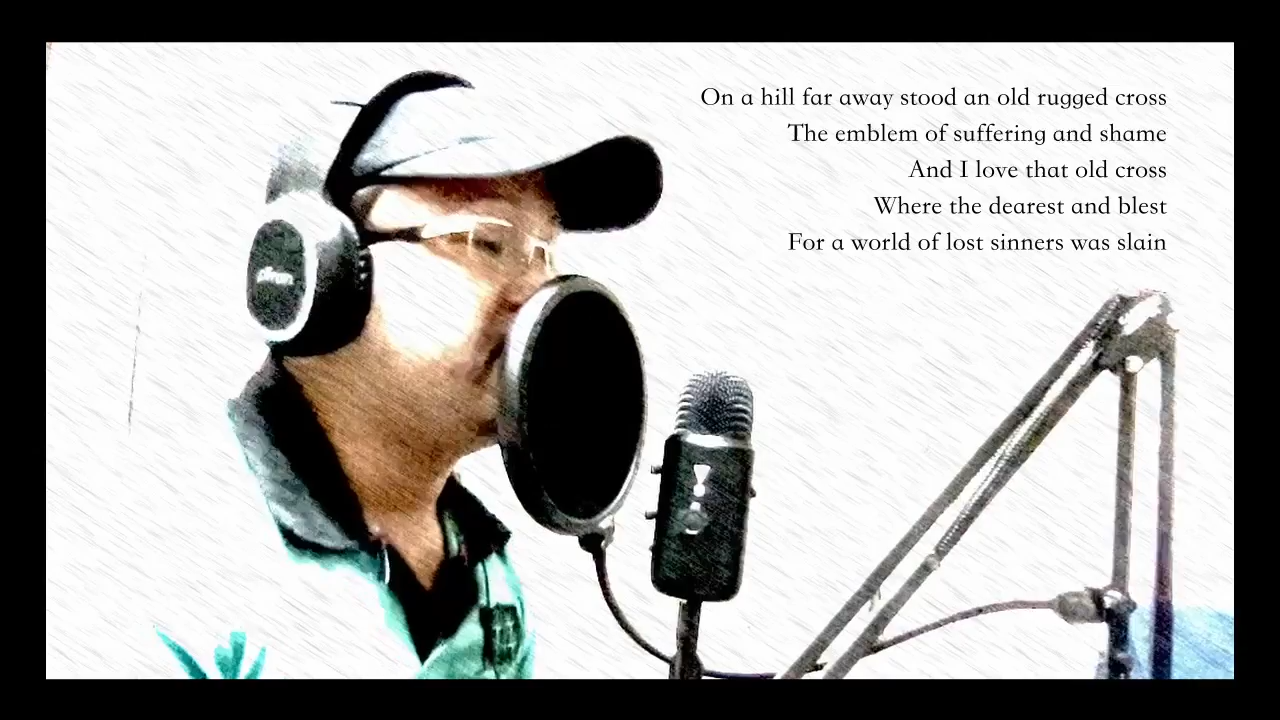 On a hill far away stood an old rugged cross
The emblem of suffering and shame
And I love that old cross
Where the dearest and blest
For a world of lost sinners was slain